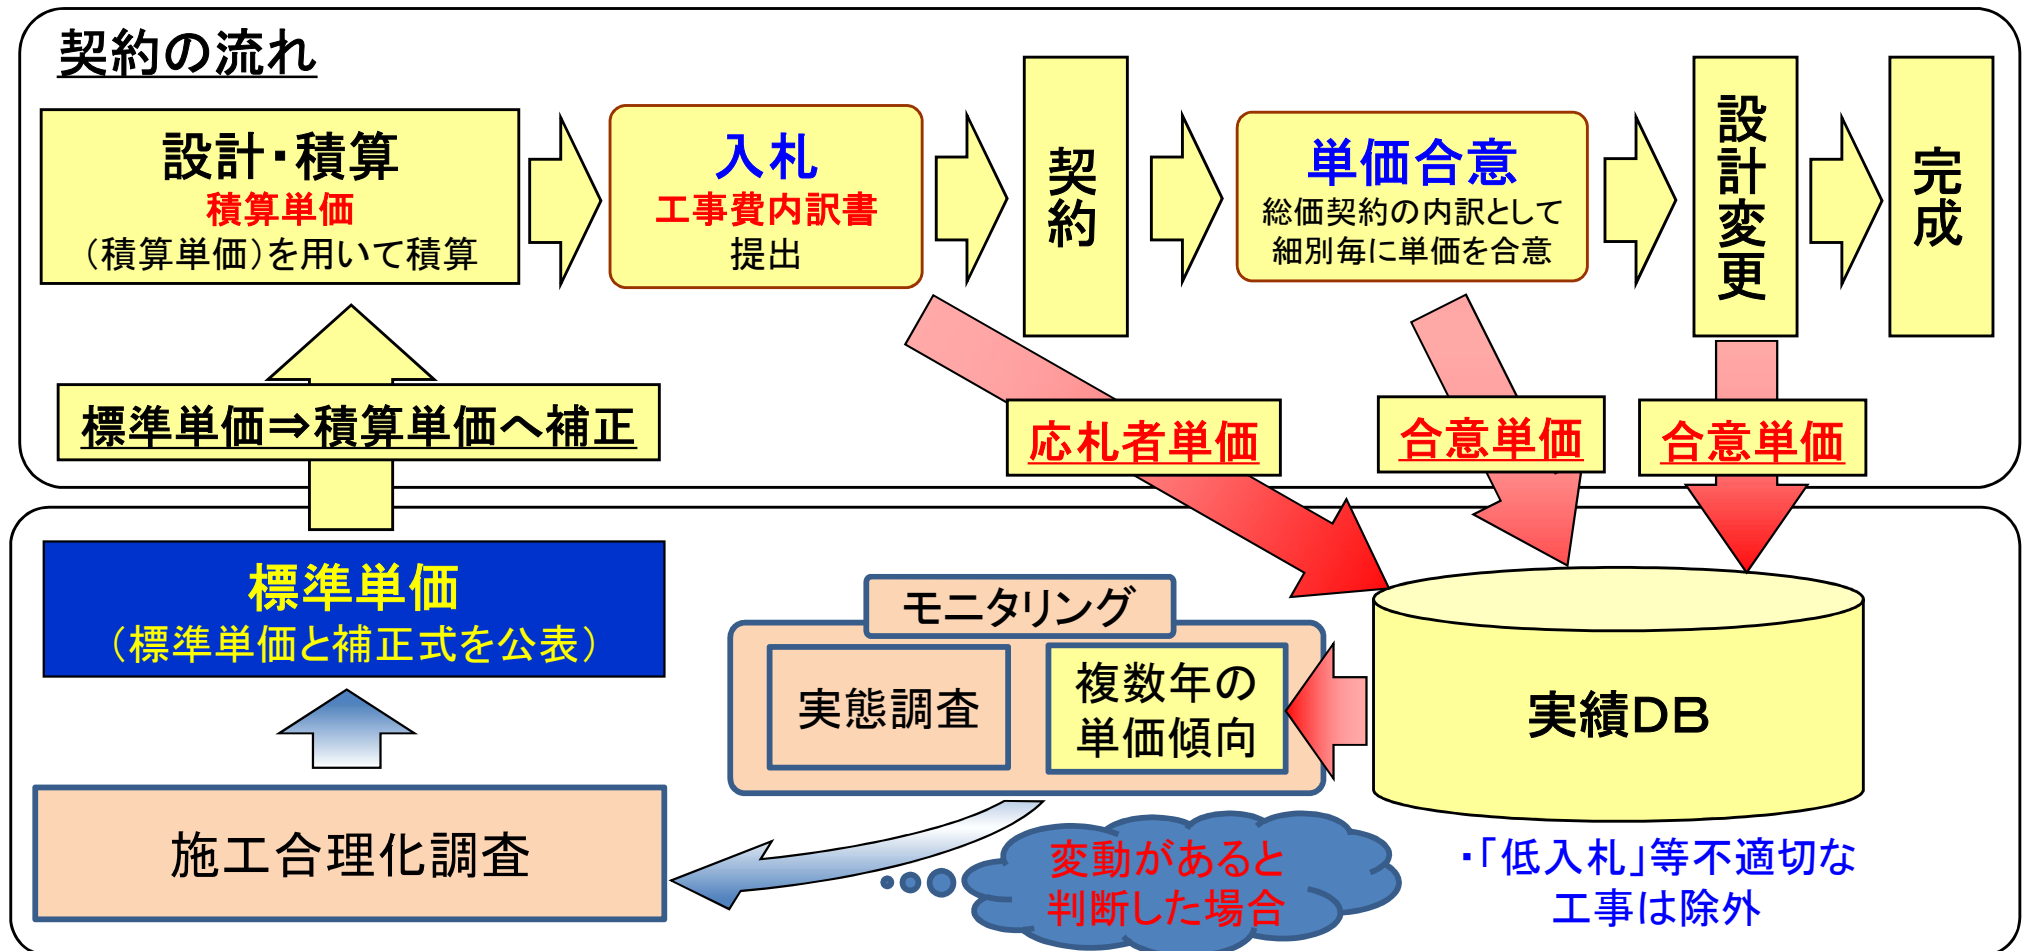 契約の流れ
設計・積算
積算単価
(積算単価)を用いて積算
入札
工事費内訳書
提出
契約
単価合意
総価契約の内訳として
細別毎に単価を合意
設計変更
完成
標準単価⇒積算単価へ補正
応札者単価
合意単価
合意単価
標準単価
(標準単価と補正式を公表)
モニタリング
実態調査
複数年の
単価傾向
実績DB
施工合理化調査
変動があると
判断した場合
・「低入札」等不適切な
工事は除外